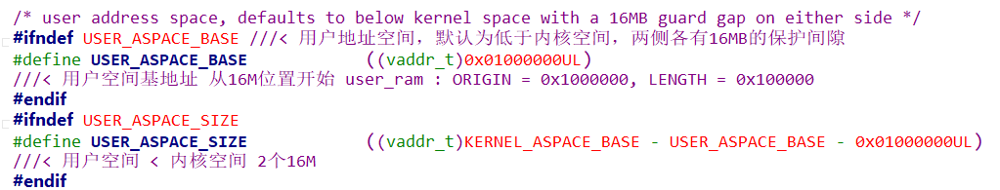 /* user address space, defaults to below kernel space with a 16MB guard gap on either side */
#ifndef USER_ASPACE_BASE ///< 用户地址空间，默认为低于内核空间，两侧各有16MB的保护间隙
#define USER_ASPACE_BASE ((vaddr_t)0x01000000UL)
///< 用户空间基地址 从16M位置开始 user_ram : ORIGIN = 0x1000000, LENGTH = 0x100000
#endif
#ifndef USER_ASPACE_SIZE
#define USER_ASPACE_SIZE ((vaddr_t)KERNEL_ASPACE_BASE - USER_ASPACE_BASE - 0x01000000UL)
///< 用户空间 < 内核空间 2个16M
#endif